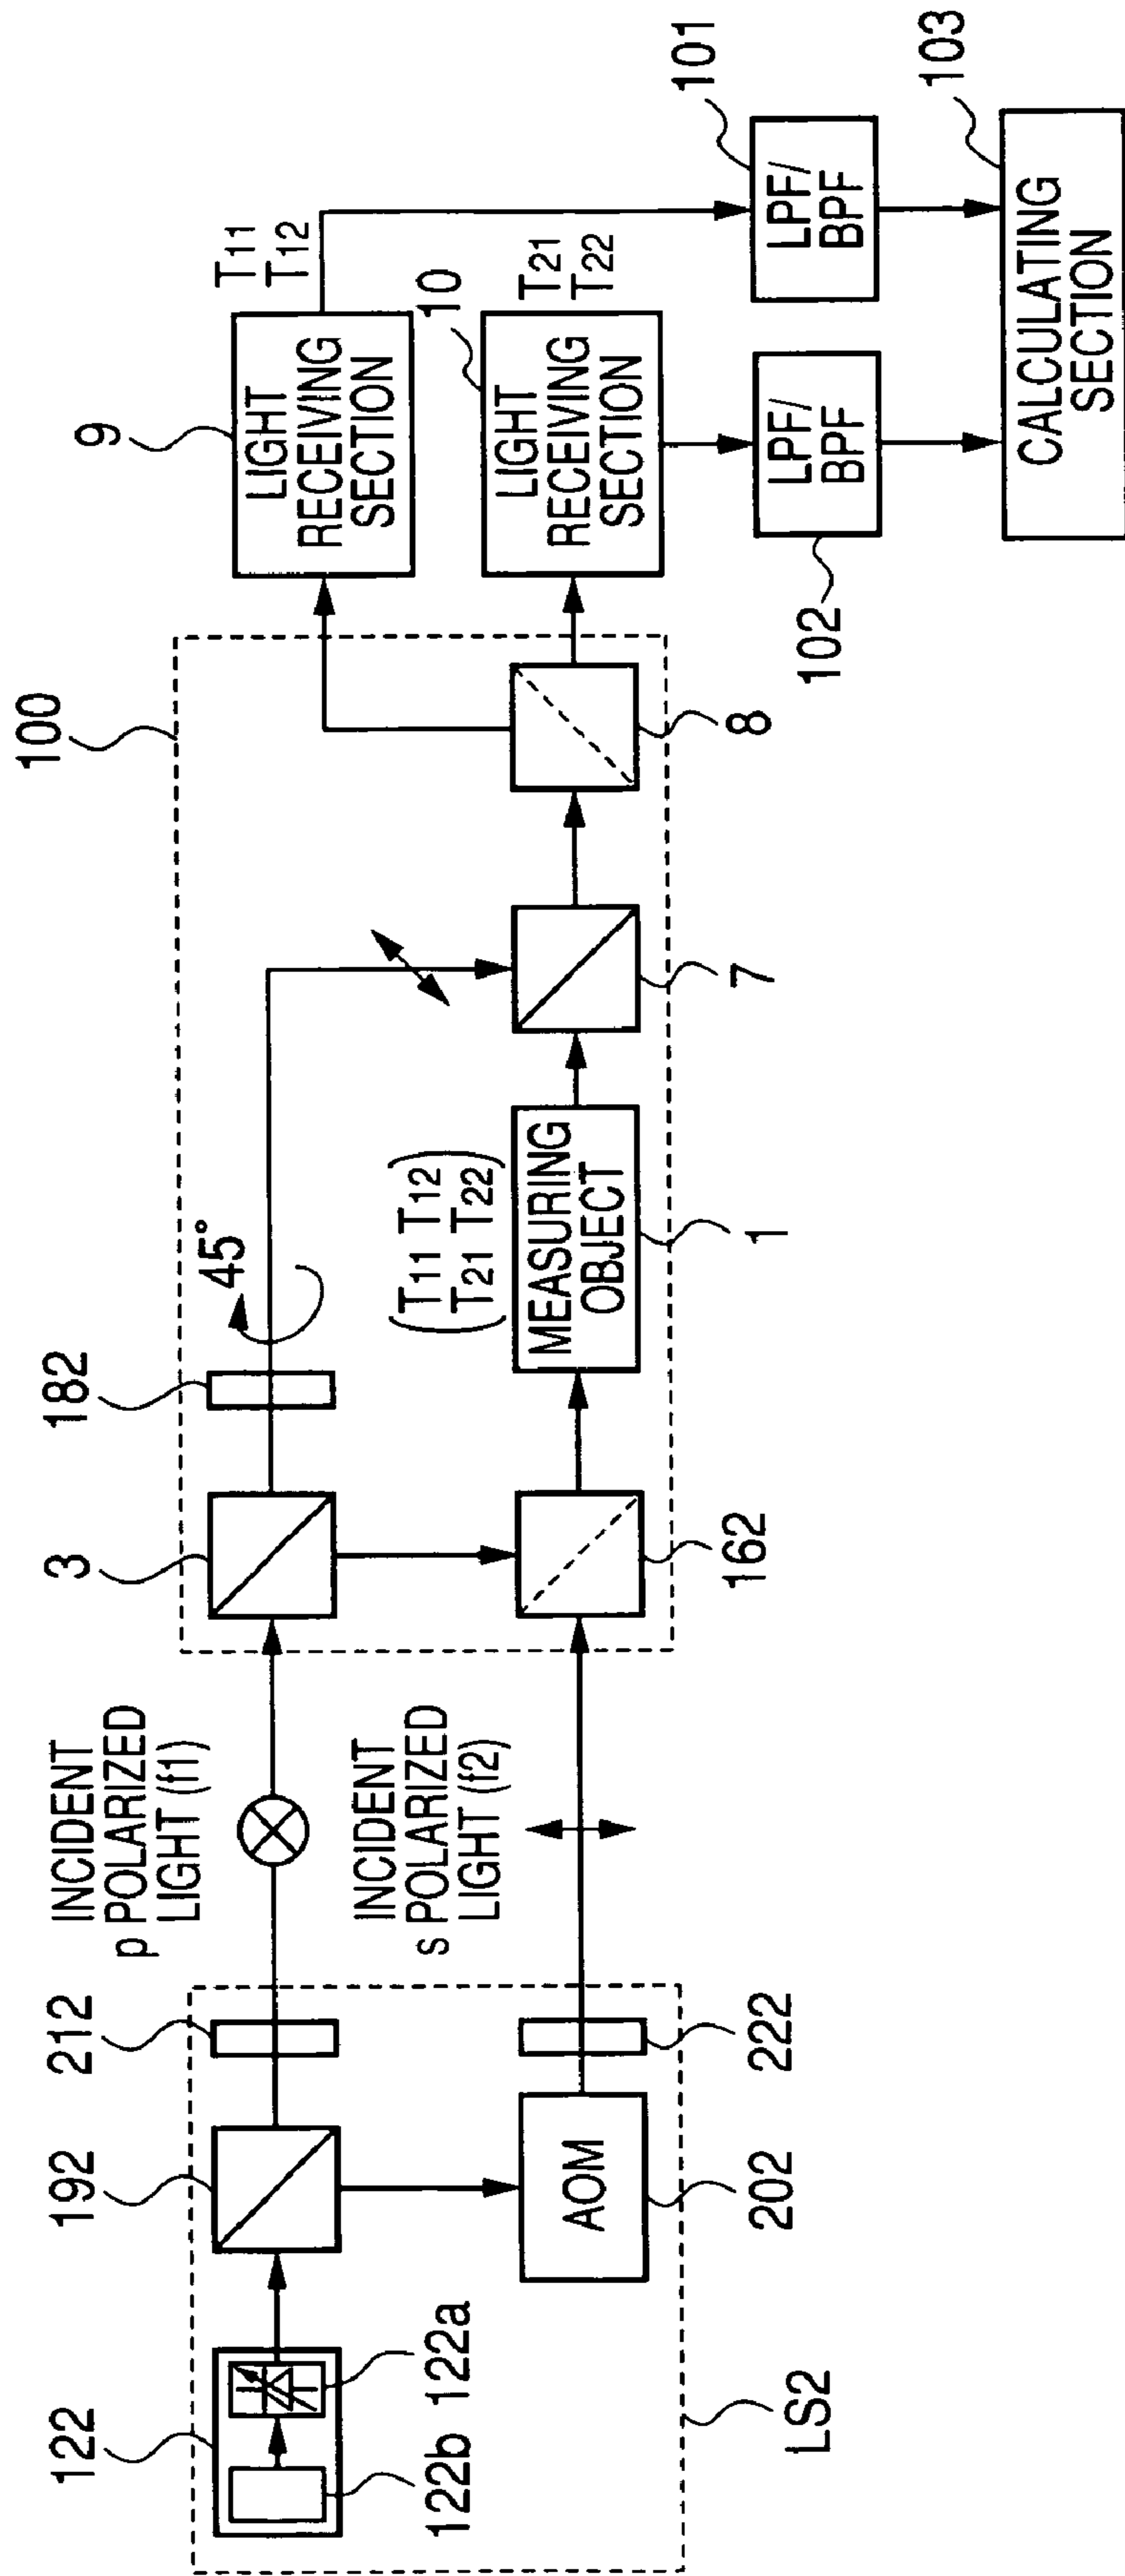 122
122b
122a
192
AOM
202
212
222
LS2
INCIDENT
p POLARIZED
LIGHT (f1)
INCIDENT
s POLARIZED
LIGHT (f2)
100
3
162
182
45°
(T11 T12)
(T21 T22)
MEASURING
OBJECT
1
7
8
9
LIGHT
RECEIVING
SECTION
T11
T12
10
LIGHT
RECEIVING
SECTION
T21
T22
101
LPF/
BPF
102
LPF/
BPF
103
CALCULATING
SECTION